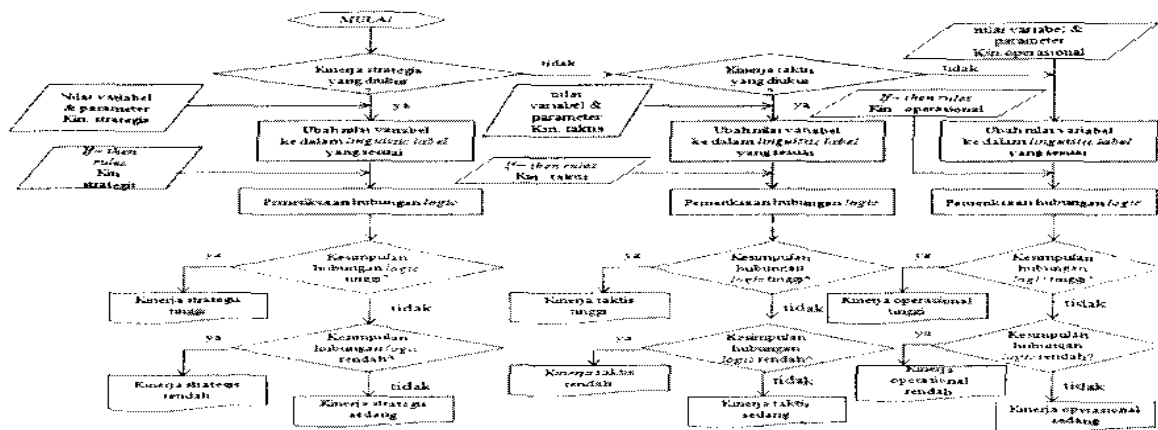 MULAI
Kinerja strategis
yang diukur?
tidak
Kinerja taktis
yang diukur?
tidak
nilai variabel &
parameter
Kin. operasional
Nilai variabel
& parameter
Kin. strategis
ya
nilai
variabel &
parameter
Kin. taktis
ya
If – then rules
Kin. operasional
Ubah nilai variabel
ke dalam linguistic label
yang sesuai
Ubah nilai variabel
ke dalam linguistic label
yang sesuai
Ubah nilai variabel
ke dalam linguistic label
yang sesuai
If – then
rules
Kin.
strategis
If – then rules
Kin. taktis
Pemeriksaan hubungan logic
Pemeriksaan hubungan logic
Pemeriksaan hubungan logic
ya
Kesimpulan
hubungan logic
tinggi?
ya
Kesimpulan
hubungan
logic tinggi?
ya
Kesimpulan
hubungan
logic tinggi?
Kinerja strategis
tinggi
tidak
Kinerja taktis
tinggi
tidak
Kinerja operasional
tinggi
tidak
ya
Kesimpulan
hubungan logic
rendah?
ya
Kesimpulan
hubungan
logic rendah?
ya
Kesimpulan
hubungan
logic rendah?
Kinerja strategis
rendah
tidak
Kinerja taktis
rendah
tidak
Kinerja
operasional
rendah
tidak
Kinerja strategis
sedang
Kinerja taktis
sedang
Kinerja operasional
sedang